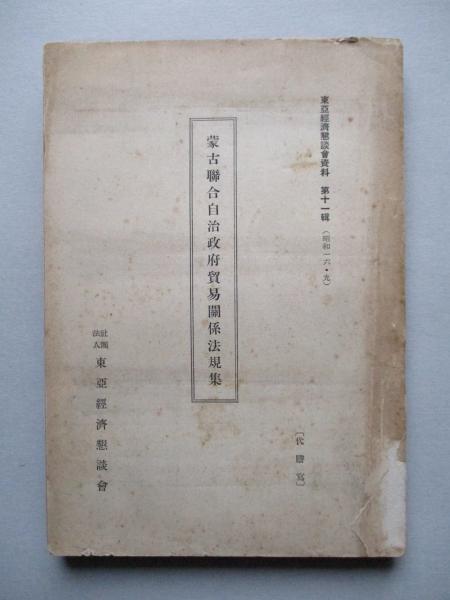 東亞經濟懇談會資料 第十一輯 (昭和一六・九)
蒙古聯合自治政府貿易關係法規集
[代謄寫]
社團法人 東亞經濟懇談會